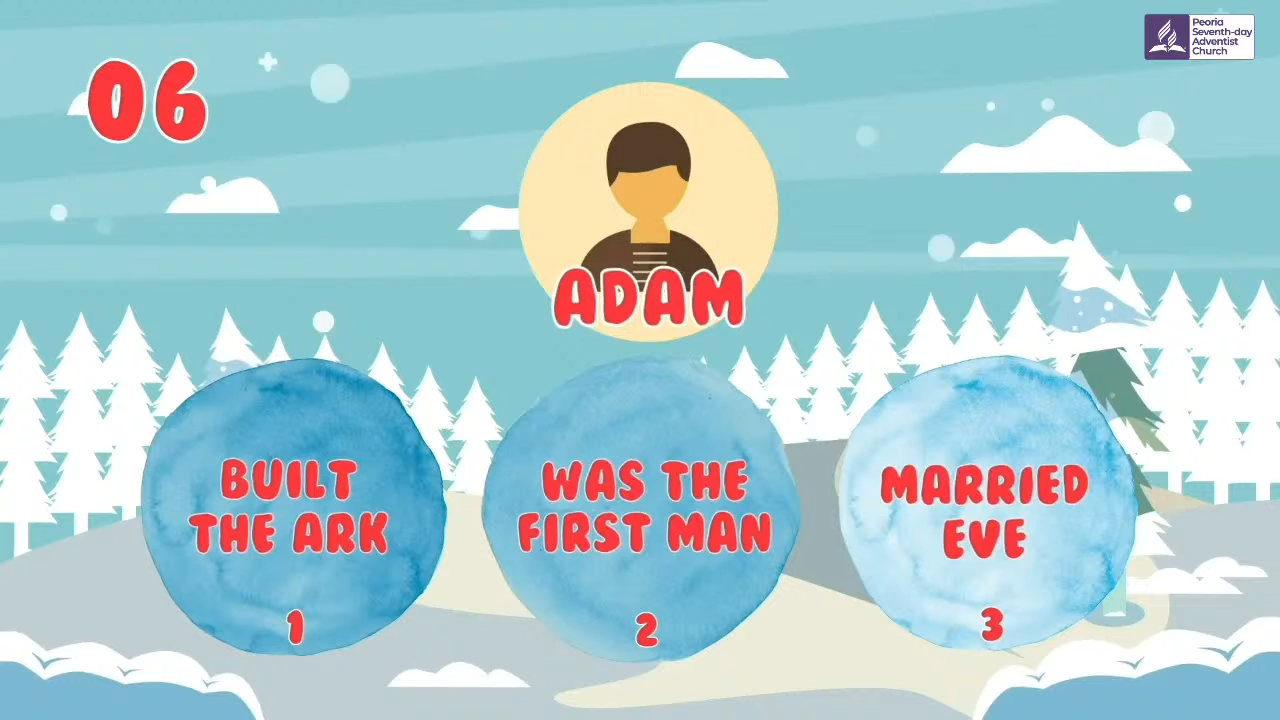 Peoria
Seventh-day
Adventist
Church
06
ADAM
BUILT
THE ARK
1
WAS THE
FIRST MAN
2
MARRIED
EVE
3